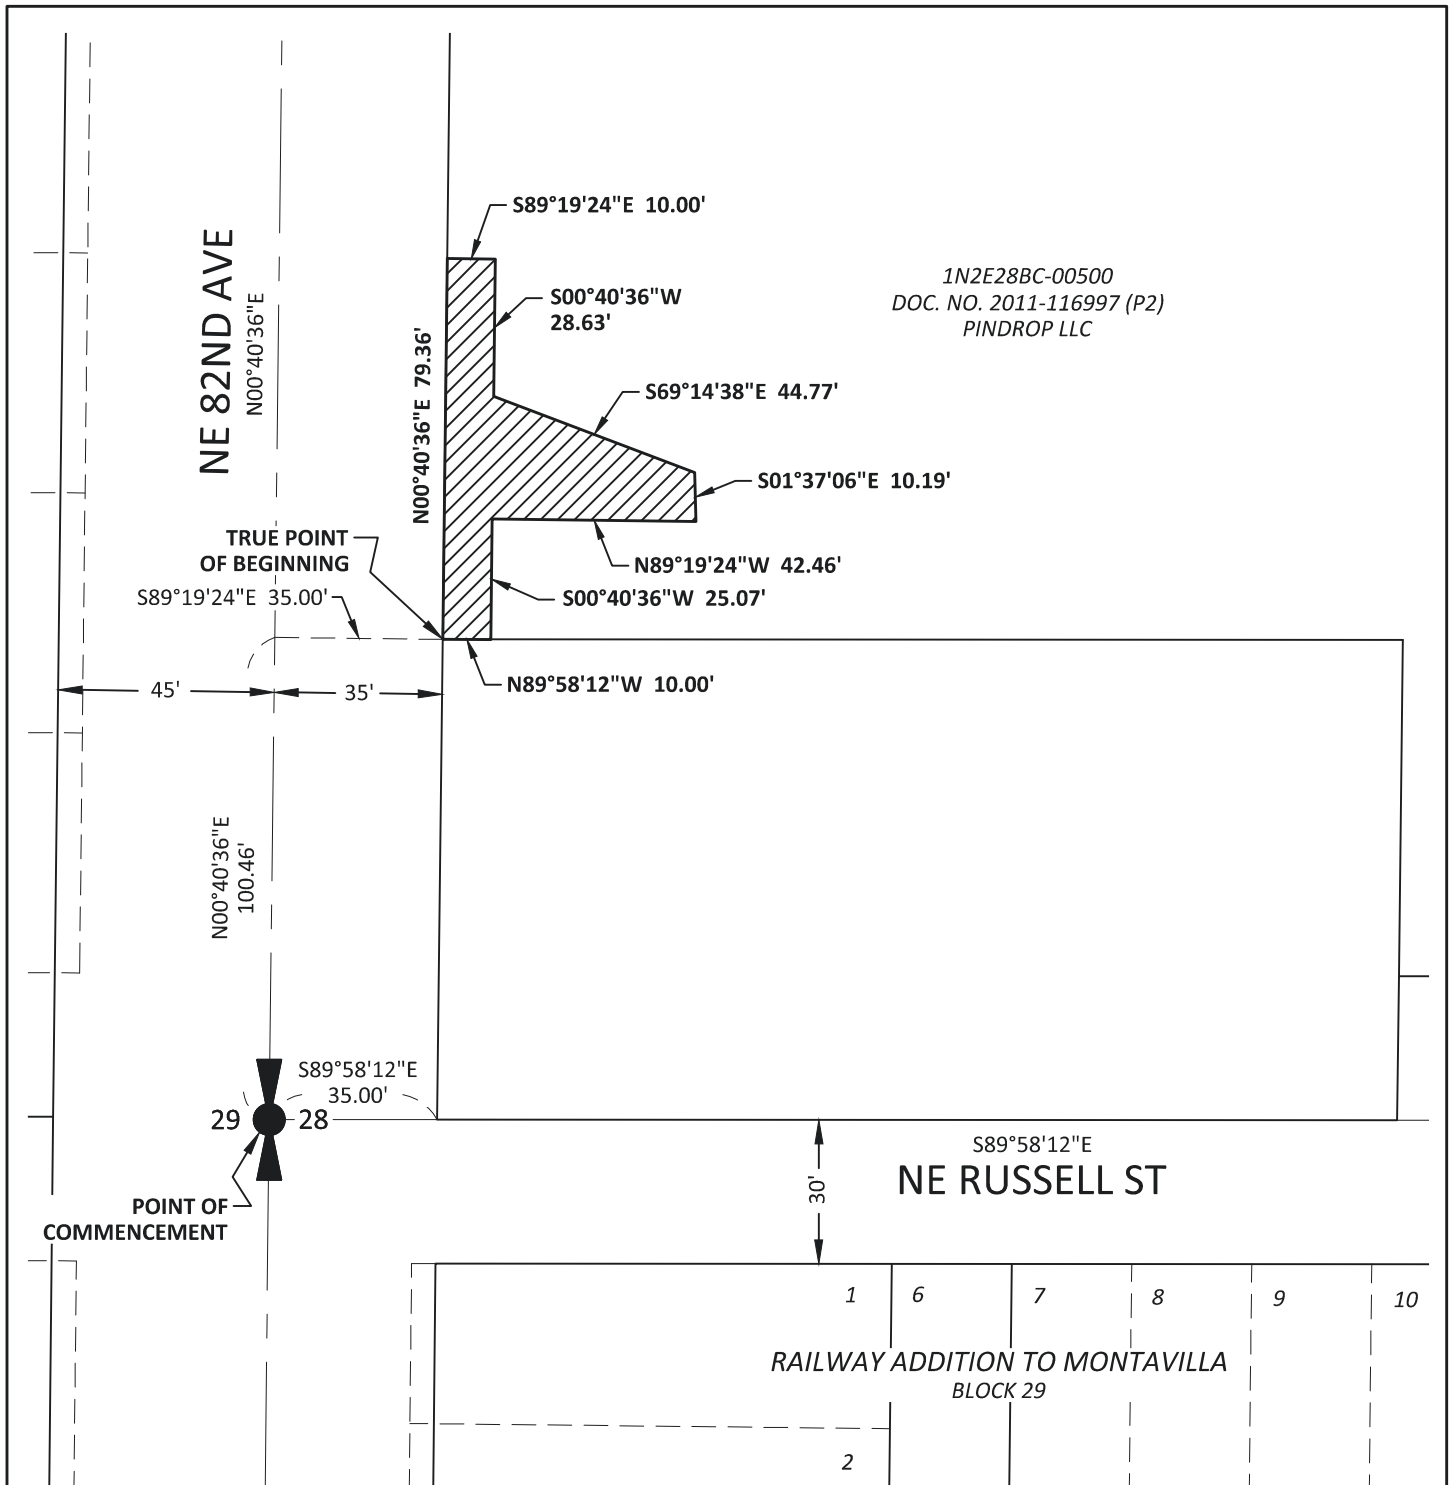 S89°19'24"E 10.00'
NE 82ND AVE
N00°40'36"E
S00°40'36"W
28.63'
1N2E28BC-00500
DOC. NO. 2011-116997 (P2)
PINDROP LLC
N00°40'36"E 79.36'
S69°14'38"E 44.77'
S01°37'06"E 10.19'
TRUE POINT
OF BEGINNING
N89°19'24"W 42.46'
S89°19'24"E 35.00'
S00°40'36"W 25.07'
N89°58'12"W 10.00'
45'
35'
N00°40'36"E
100.46'
S89°58'12"E
35.00'
29
28
POINT OF
COMMENCEMENT
S89°58'12"E
NE RUSSELL ST
30'
1
6
7
8
9
10
RAILWAY ADDITION TO MONTAVILLA
BLOCK 29
2